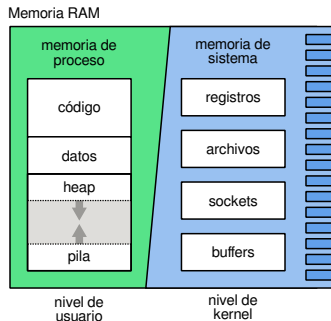 Memoria RAM
memoria de
proceso
código
datos
heap
pila
nivel de
usuario
memoria de
sistema
registros
archivos
sockets
buffers
nivel de
kernel